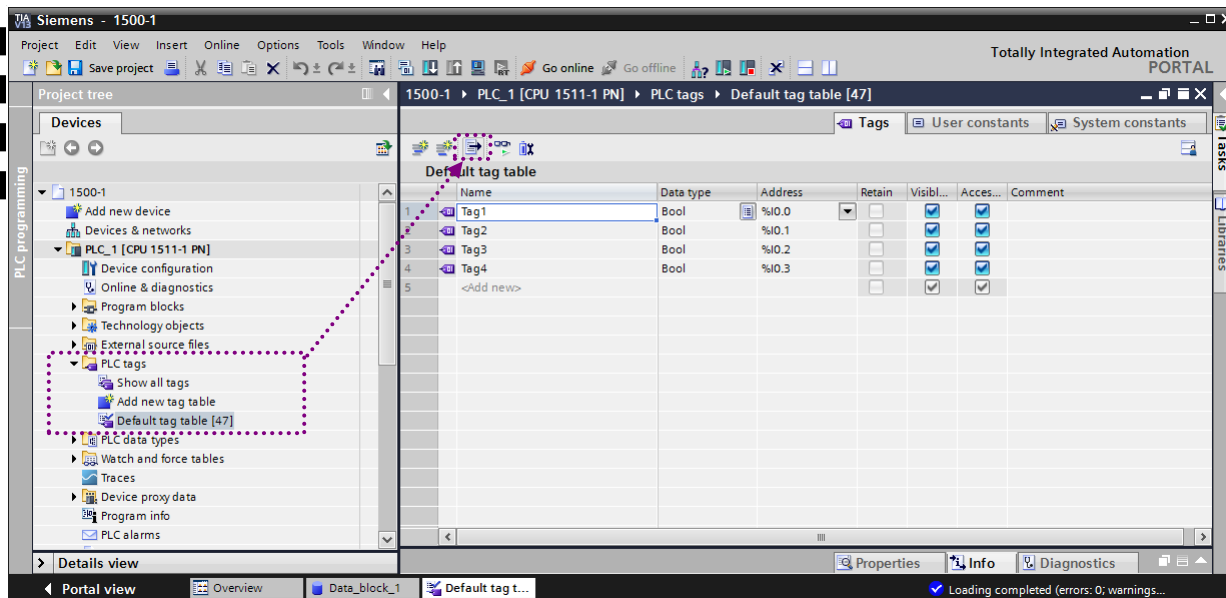 TIA V13 Siemens - 1500-1
Project Edit View Insert Online Options Tools Window Help
Totally Integrated Automation
PORTAL
Save project Go online Go offline
Project tree
1500-1 PLC_1 [CPU 1511-1 PN] PLC tags Default tag table [47]
Devices
Tags User constants System constants
Tasks
Libraries
PLC programming
Default tag table
Name Data type Address Retain Visibl... Acces... Comment
1 Tag1 Bool %I0.0
2 Tag2 Bool %I0.1
3 Tag3 Bool %I0.2
4 Tag4 Bool %I0.3
5 <Add new>
1500-1
Add new device
Devices & networks
PLC_1 [CPU 1511-1 PN]
Device configuration
Online & diagnostics
Program blocks
Technology objects
External source files
PLC tags
Show all tags
Add new tag table
Default tag table [47]
PLC data types
Watch and force tables
Traces
Device proxy data
Program info
PLC alarms
Details view
Properties Info Diagnostics
Portal view Overview Data_block_1 Default tag t...
Loading completed (errors: 0; warnings...